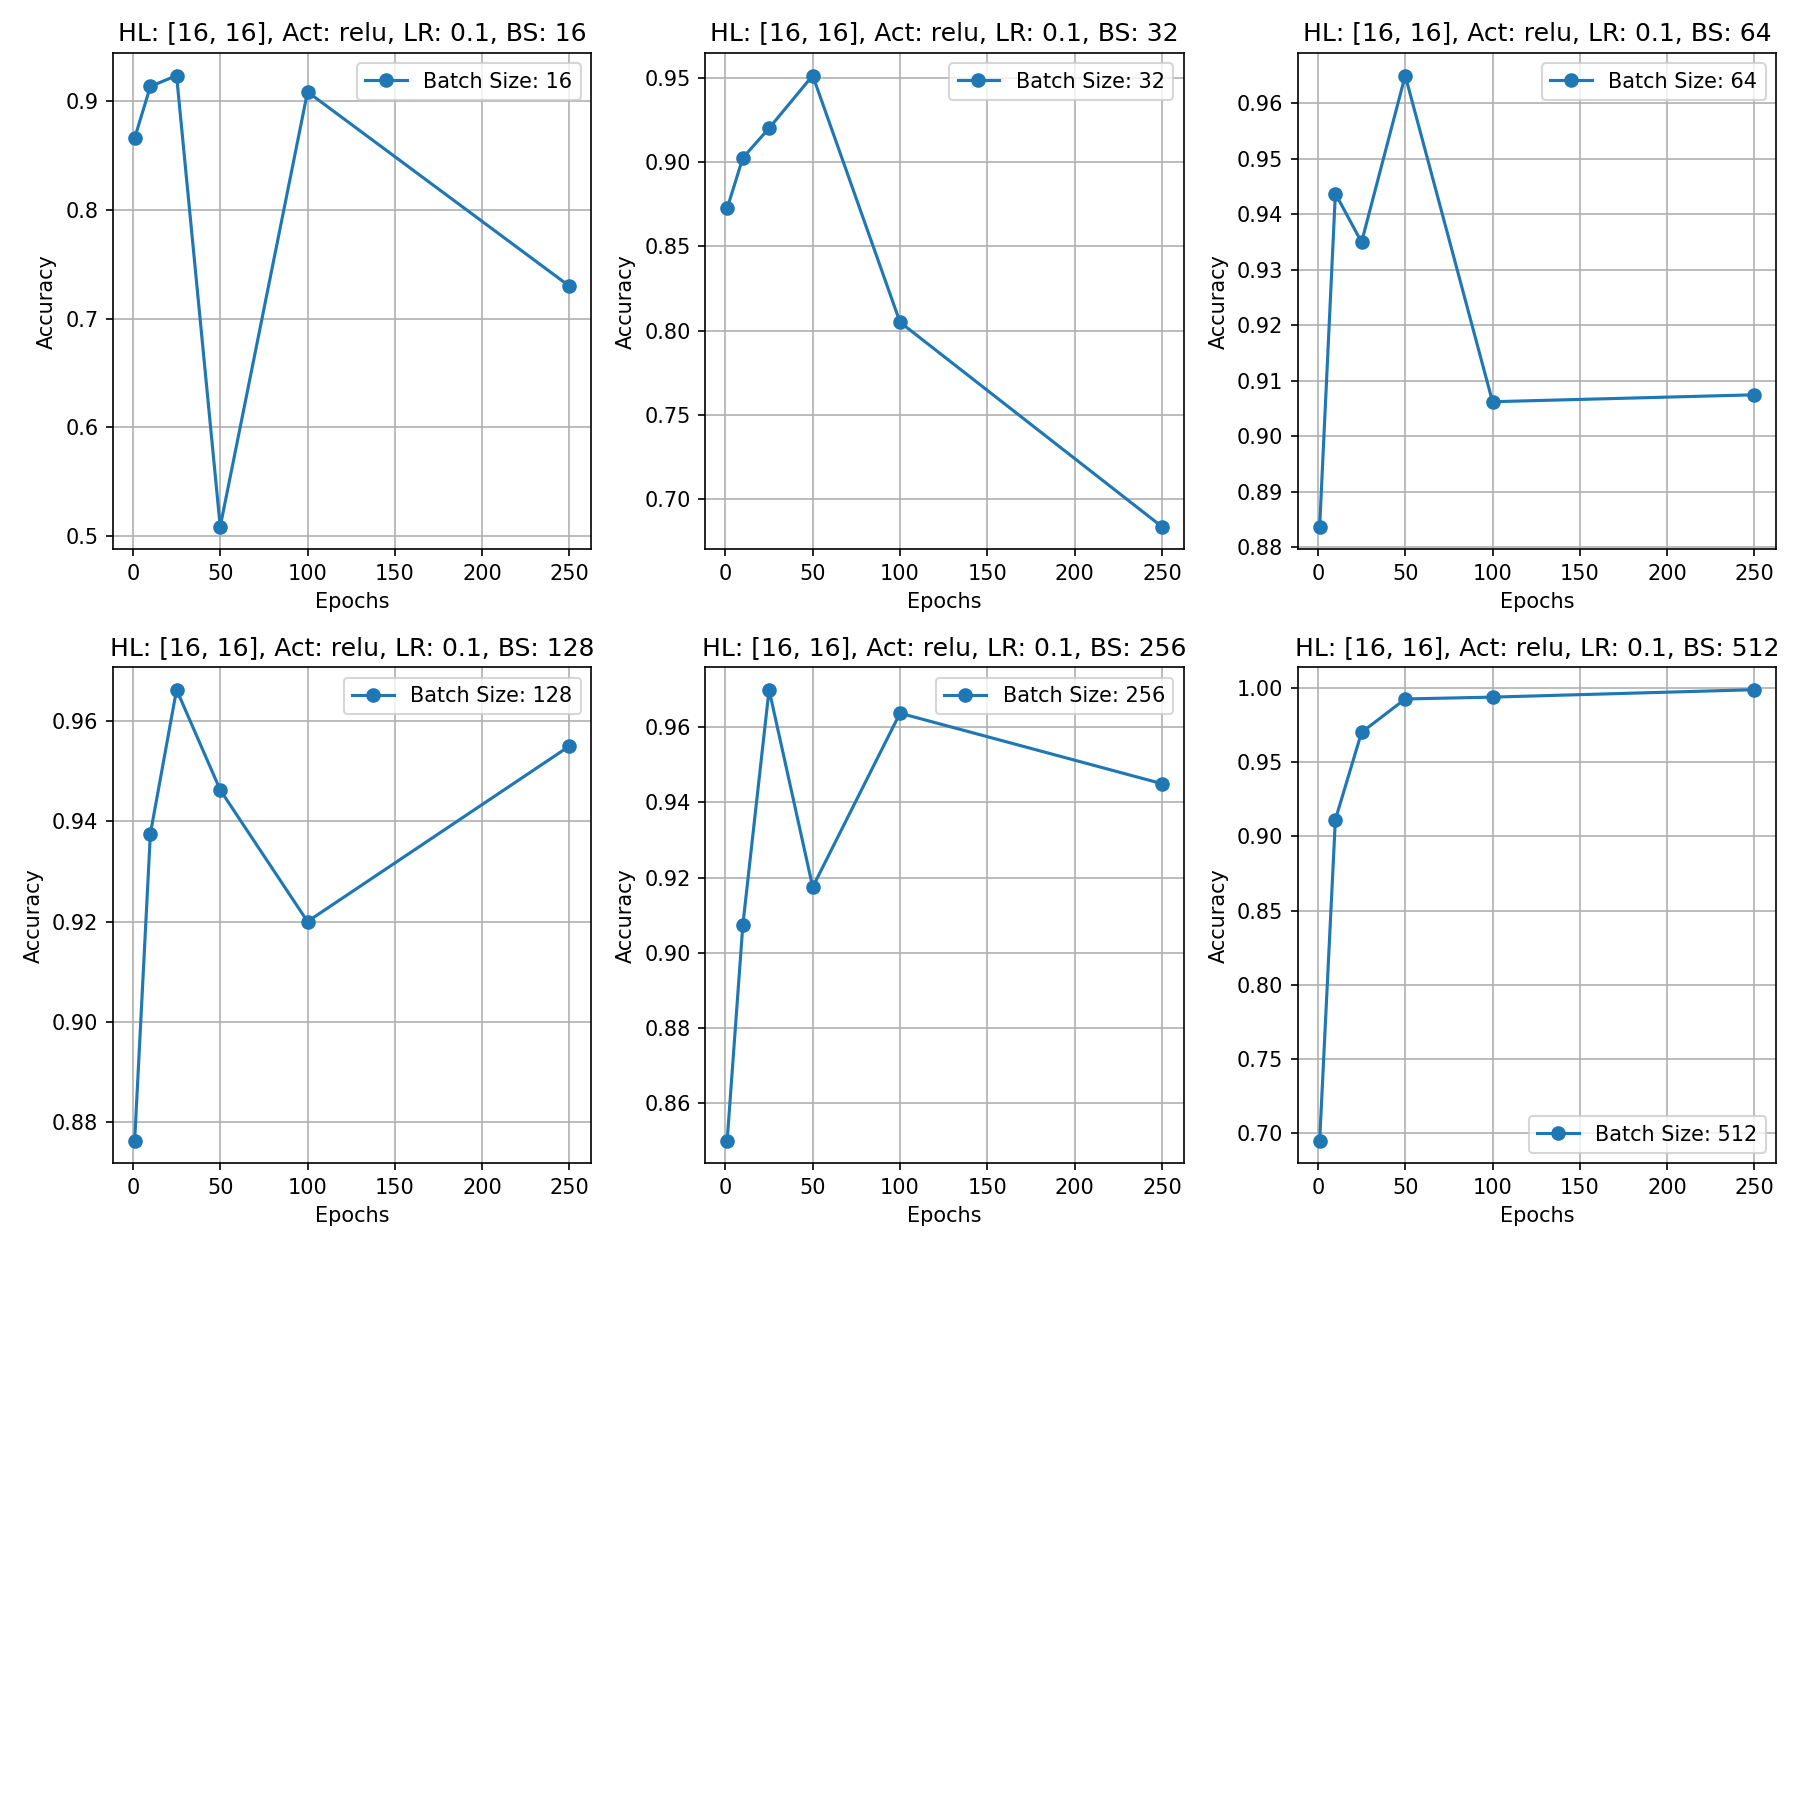 HL: [16, 16], Act: relu, LR: 0.1, BS: 16
Batch Size: 16
0.9
0.8
0.7
0.6
0.5
Accuracy
0 50 100 150 200 250
Epochs
HL: [16, 16], Act: relu, LR: 0.1, BS: 32
Batch Size: 32
0.95
0.90
0.85
0.80
0.75
0.70
Accuracy
0 50 100 150 200 250
Epochs
HL: [16, 16], Act: relu, LR: 0.1, BS: 64
Batch Size: 64
0.96
0.95
0.94
0.93
0.92
0.91
0.90
0.89
0.88
Accuracy
0 50 100 150 200 250
Epochs
HL: [16, 16], Act: relu, LR: 0.1, BS: 128
Batch Size: 128
0.96
0.94
0.92
0.90
0.88
Accuracy
0 50 100 150 200 250
Epochs
HL: [16, 16], Act: relu, LR: 0.1, BS: 256
Batch Size: 256
0.96
0.94
0.92
0.90
0.88
0.86
Accuracy
0 50 100 150 200 250
Epochs
HL: [16, 16], Act: relu, LR: 0.1, BS: 512
1.00
0.95
0.90
0.85
0.80
0.75
0.70
Accuracy
Batch Size: 512
0 50 100 150 200 250
Epochs